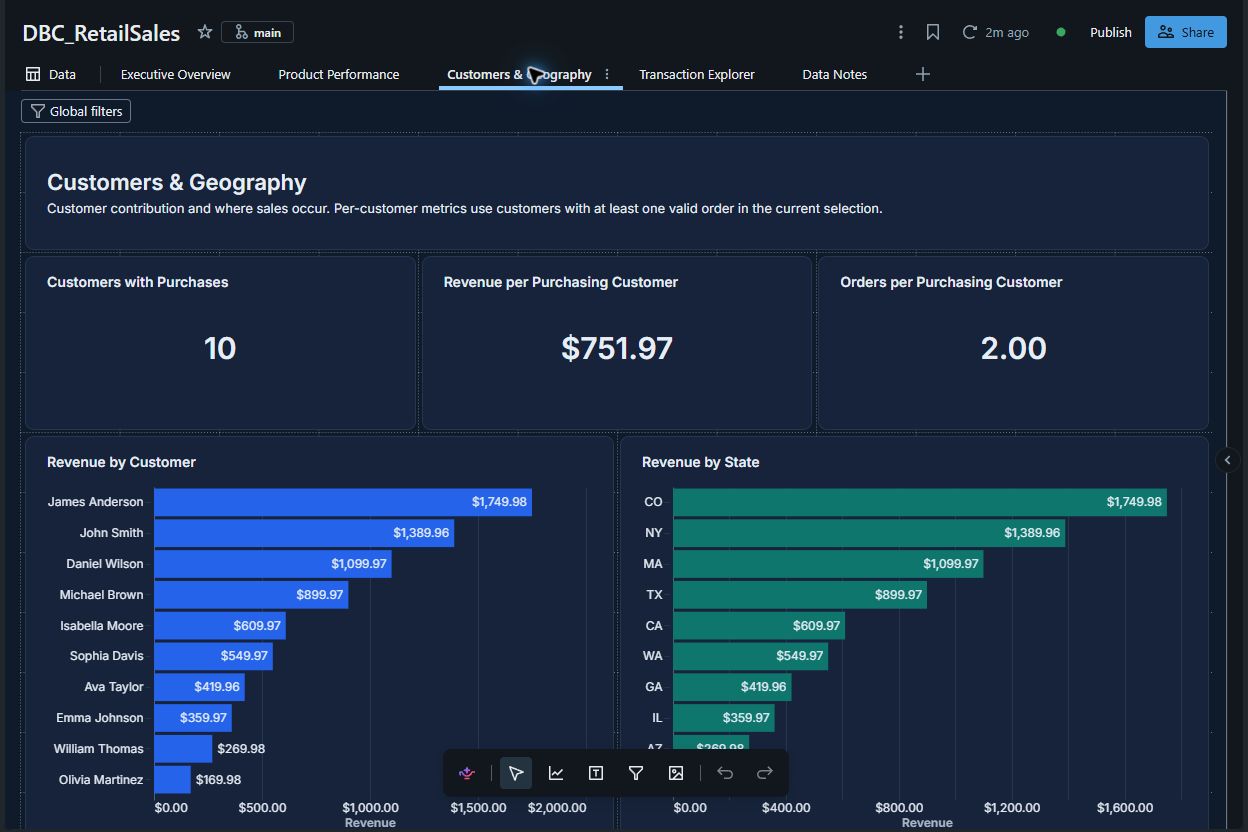 DBC_RetailSales
main
2m ago
Publish
Share
Data
Executive Overview
Product Performance
Customers &
Transaction Explorer
Data Notes
Global filters
Customers & Geography
Customer contribution and where sales occur. Per-customer metrics use customers with at least one valid order in the current selection.
Customers with Purchases
10
Revenue per Purchasing Customer
$751.97
Orders per Purchasing Customer
2.00
Revenue by Customer
James Anderson $1,749.98
John Smith $1,389.96
Daniel Wilson $1,099.97
Michael Brown $899.97
Isabella Moore $609.97
Sophia Davis $549.97
Ava Taylor $419.96
Emma Johnson $359.97
William Thomas $269.98
Olivia Martinez $169.98
$0.00 $500.00 $1,000.00 $1,500.00 $2,000.00
Revenue
Revenue by State
CO $1,749.98
NY $1,389.96
MA $1,099.97
TX $899.97
CA $609.97
WA $549.97
GA $419.96
IL $359.97
AZ $269.98
$0.00 $400.00 $800.00 $1,200.00 $1,600.00
Revenue